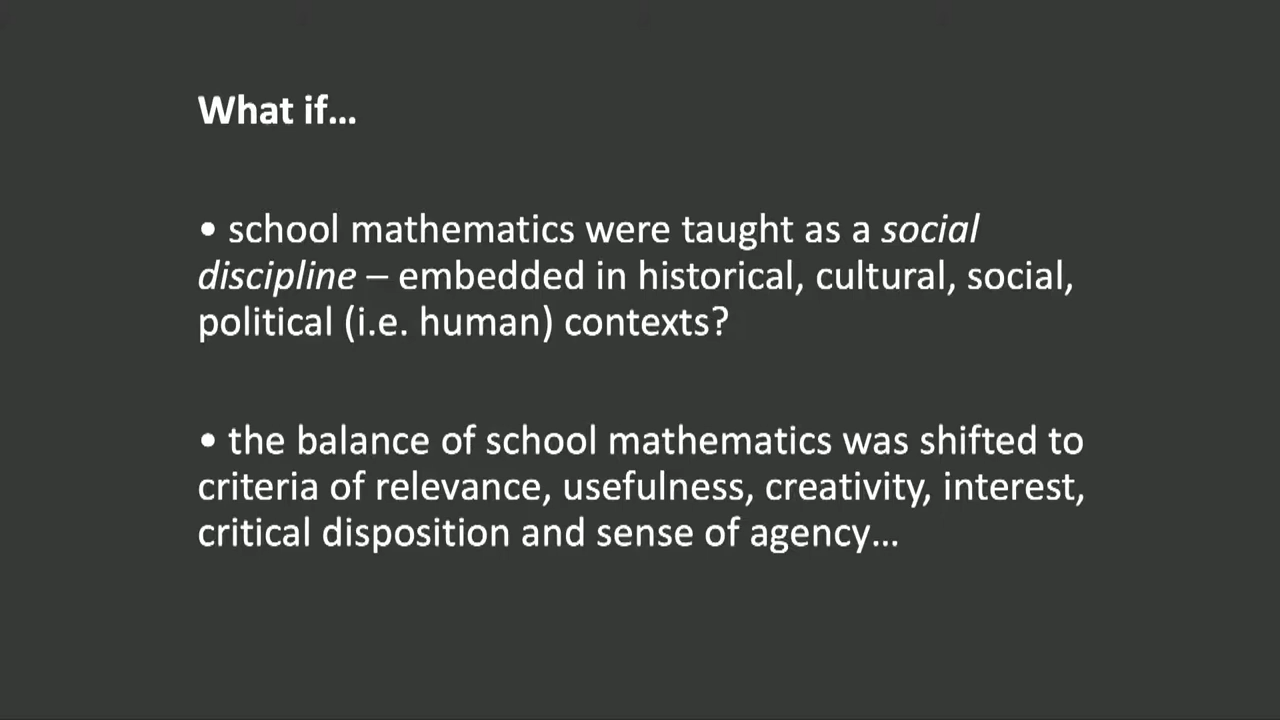 What if...
• school mathematics were taught as a social
discipline – embedded in historical, cultural, social,
political (i.e. human) contexts?
• the balance of school mathematics was shifted to
criteria of relevance, usefulness, creativity, interest,
critical disposition and sense of agency...